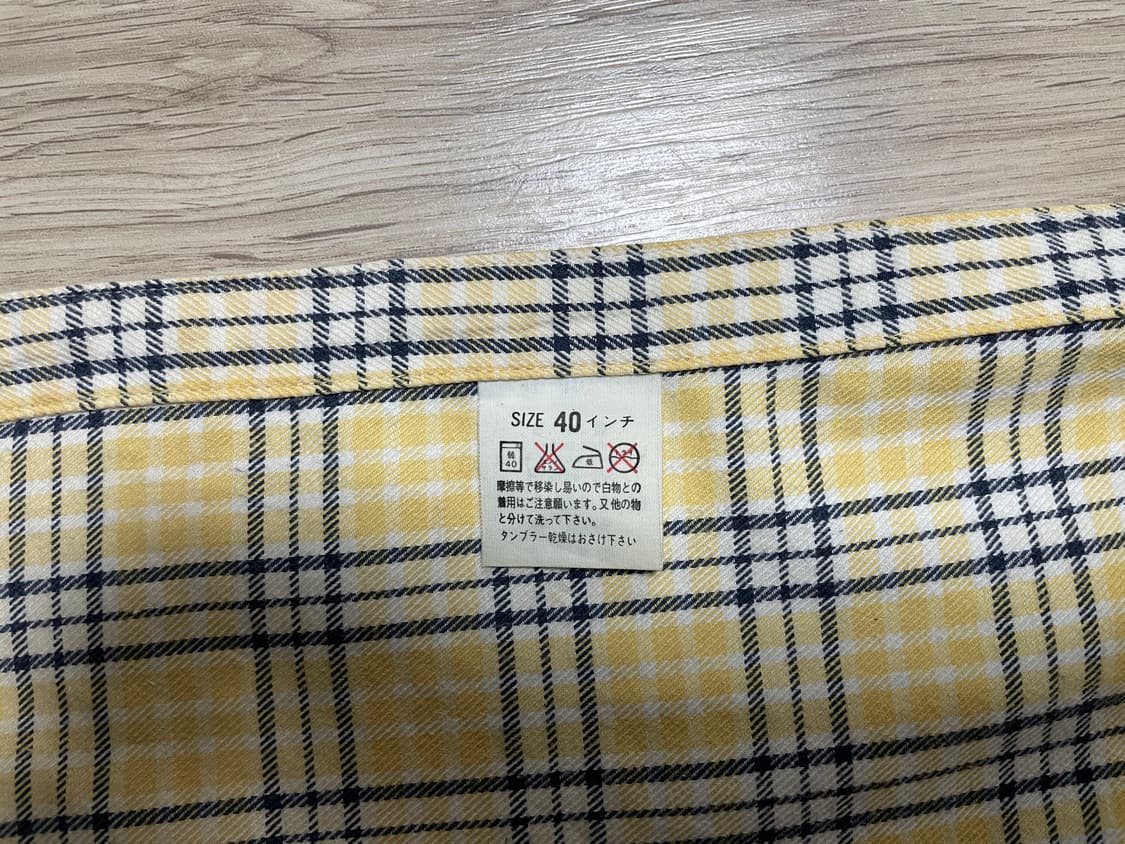 SIZE 40インチ
弱
40
摩擦等で移染し易いので白物との
着用はご注意願います。又他の物
と分けて洗って下さい。
タンブラー乾燥はおさけ下さい